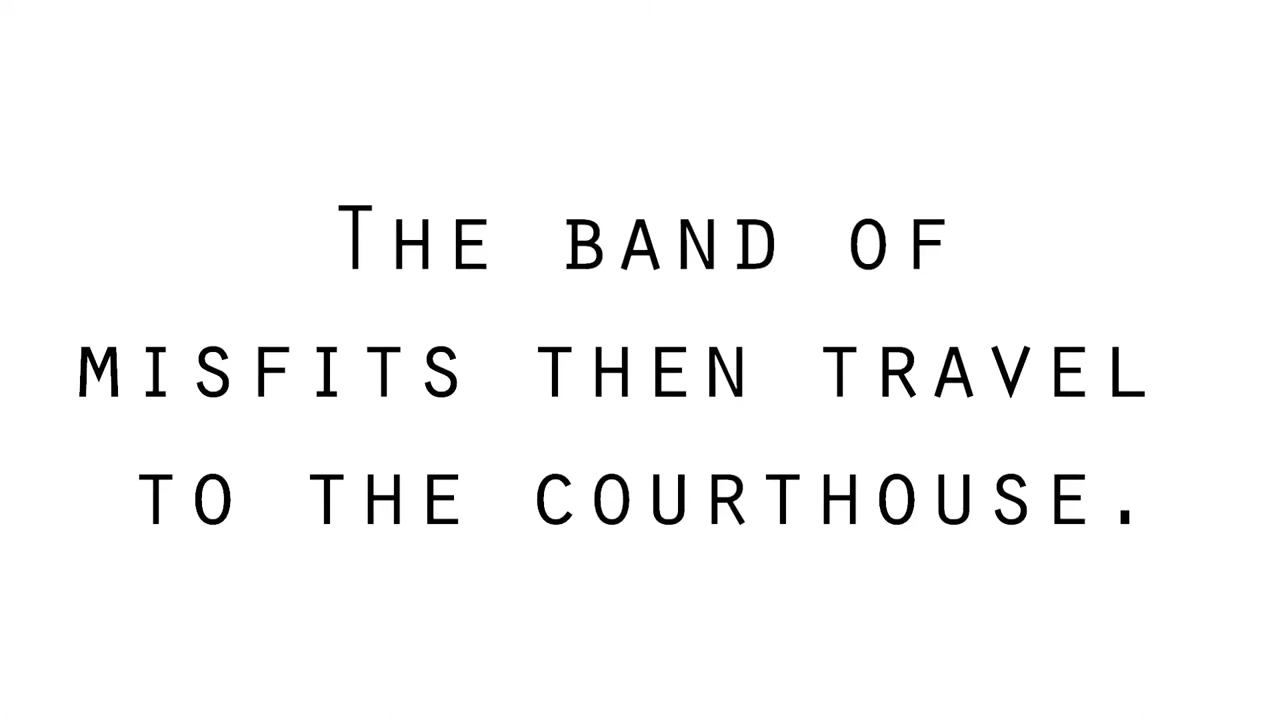 The band of
misfits then travel
to the courthouse.